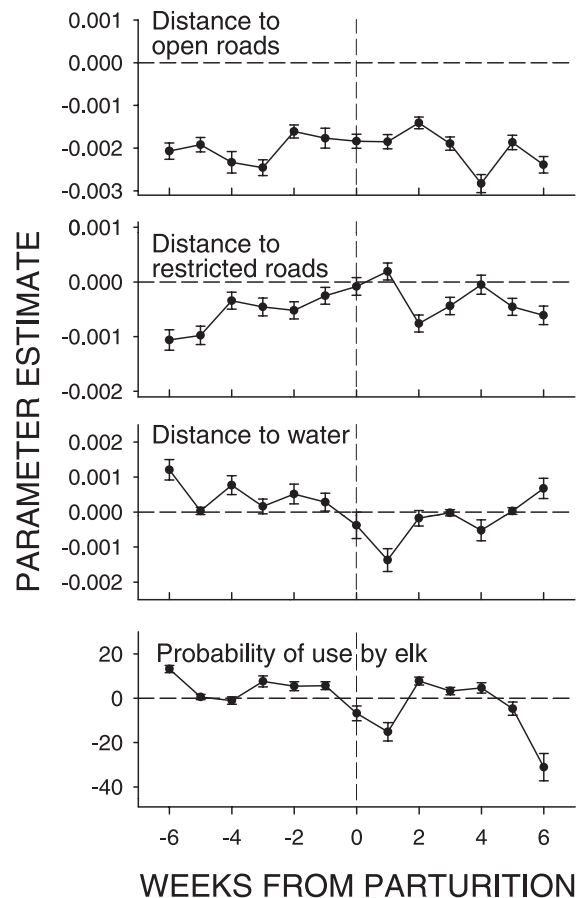 PARAMETER ESTIMATE
0.001
Distance to
open roads
0.000
-0.001
-0.002
-0.003
0.001
Distance to
restricted roads
0.000
-0.001
-0.002
0.002
Distance to water
0.001
0.000
-0.001
-0.002
20
Probability of use by elk
0
-20
-40
-6 -4 -2 0 2 4 6
WEEKS FROM PARTURITION